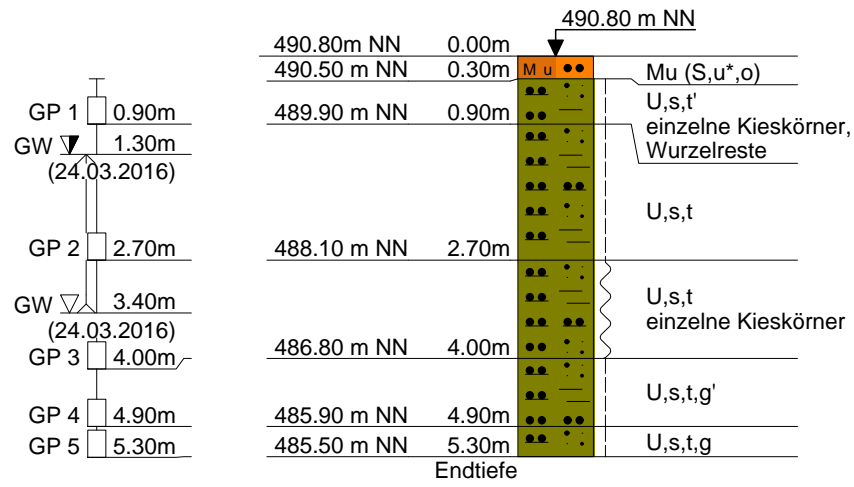 490.80 m NN
490.80m NN 0.00m
490.50 m NN 0.30m
Mu
Mu (S,u*,o)
GP 1 0.90m
489.90 m NN 0.90m
U,s,t'
einzelne Kieskörner,
Wurzelreste
GW 1.30m
(24.03.2016)
U,s,t
GP 2 2.70m
488.10 m NN 2.70m
GW 3.40m
(24.03.2016)
U,s,t
einzelne Kieskörner
GP 3 4.00m
486.80 m NN 4.00m
U,s,t,g'
GP 4 4.90m
485.90 m NN 4.90m
GP 5 5.30m
485.50 m NN 5.30m
U,s,t,g
Endtiefe